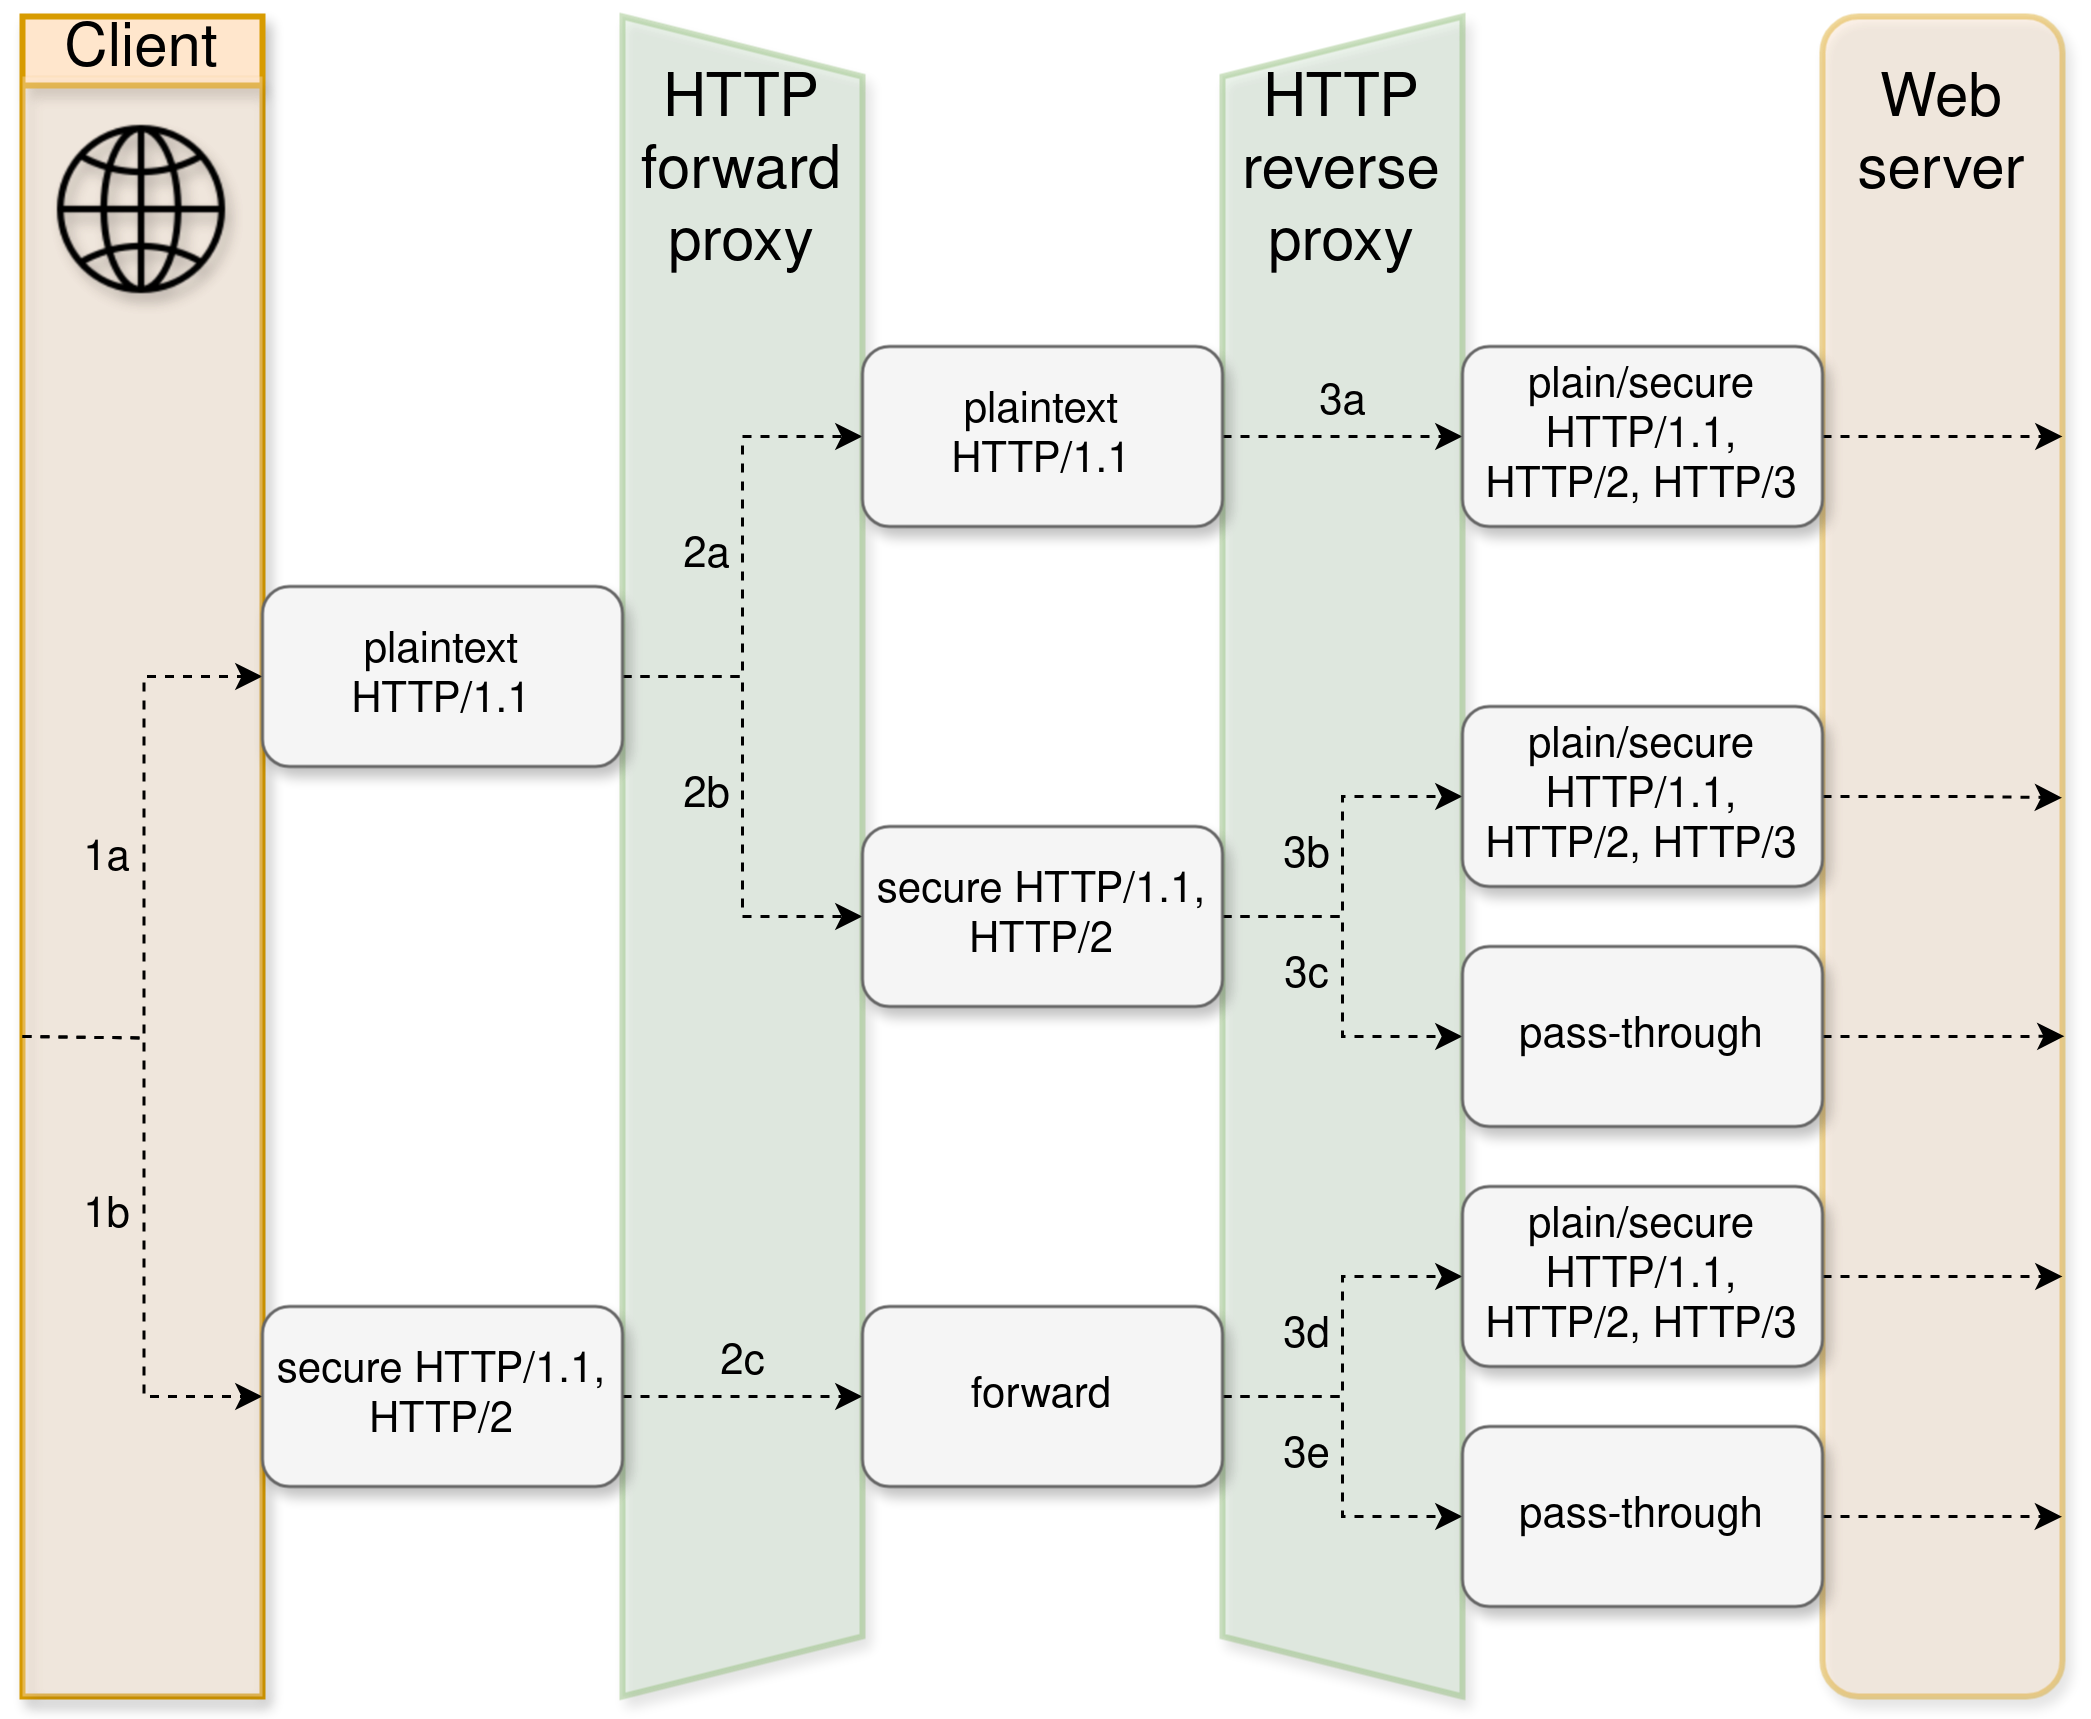 Client
HTTP
forward
proxy
HTTP
reverse
proxy
Web
server
1a
1b
plaintext
HTTP/1.1
secure HTTP/1.1,
HTTP/2
2a
2b
2c
plaintext
HTTP/1.1
secure HTTP/1.1,
HTTP/2
forward
3a
3b
3c
3d
3e
plain/secure
HTTP/1.1,
HTTP/2, HTTP/3
plain/secure
HTTP/1.1,
HTTP/2, HTTP/3
pass-through
plain/secure
HTTP/1.1,
HTTP/2, HTTP/3
pass-through